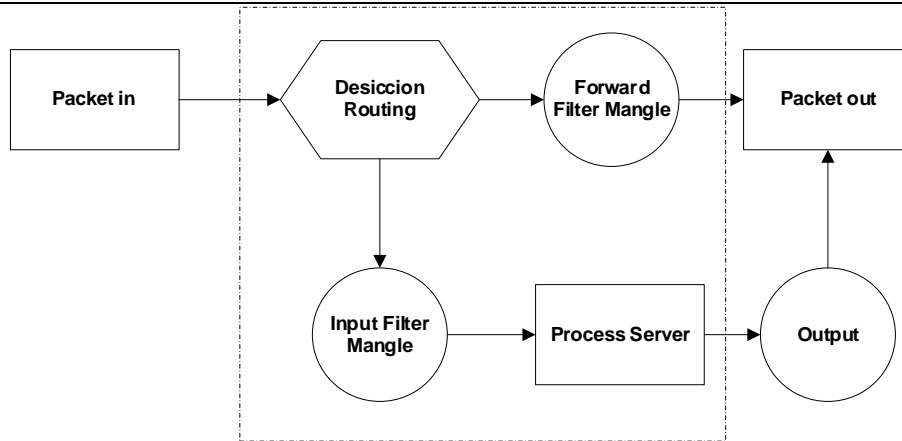 Packet in
Desiccion
Routing
Forward
Filter Mangle
Packet out
Input Filter
Mangle
Process Server
Output